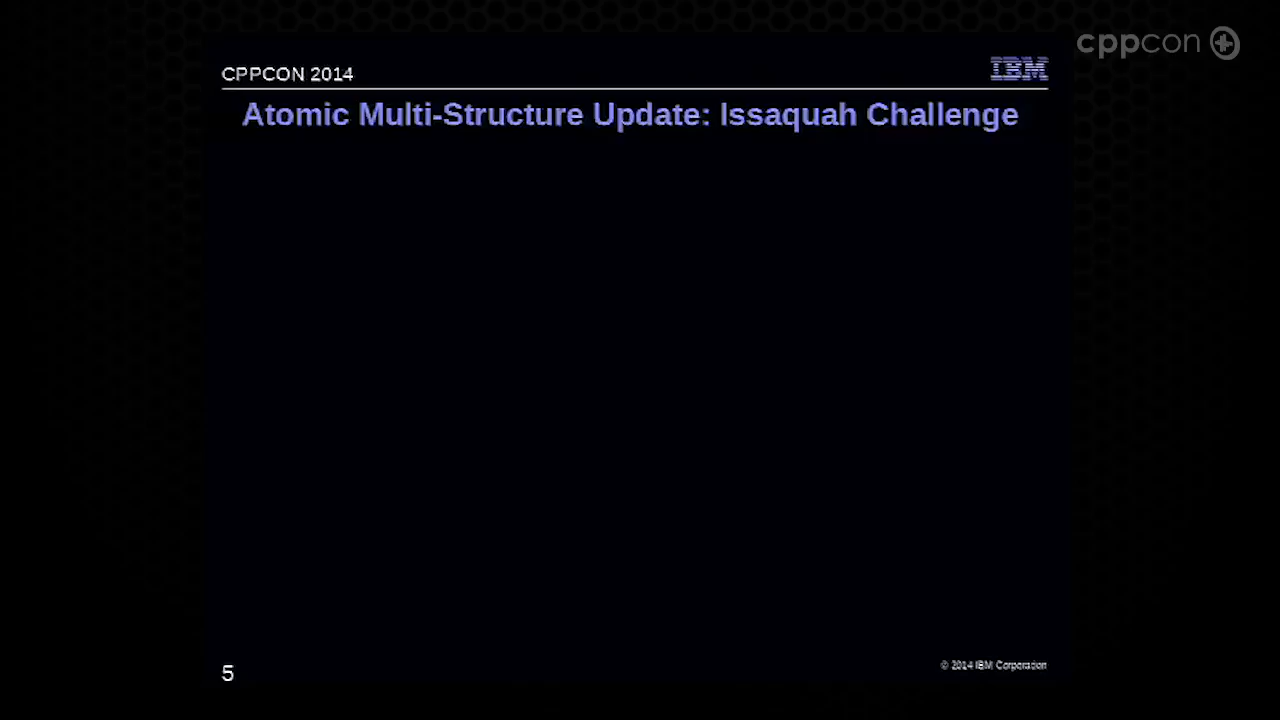 cppcon
CPPCON 2014
IBM
Atomic Multi-Structure Update: Issaquah Challenge
5
© 2014 IBM Corporation